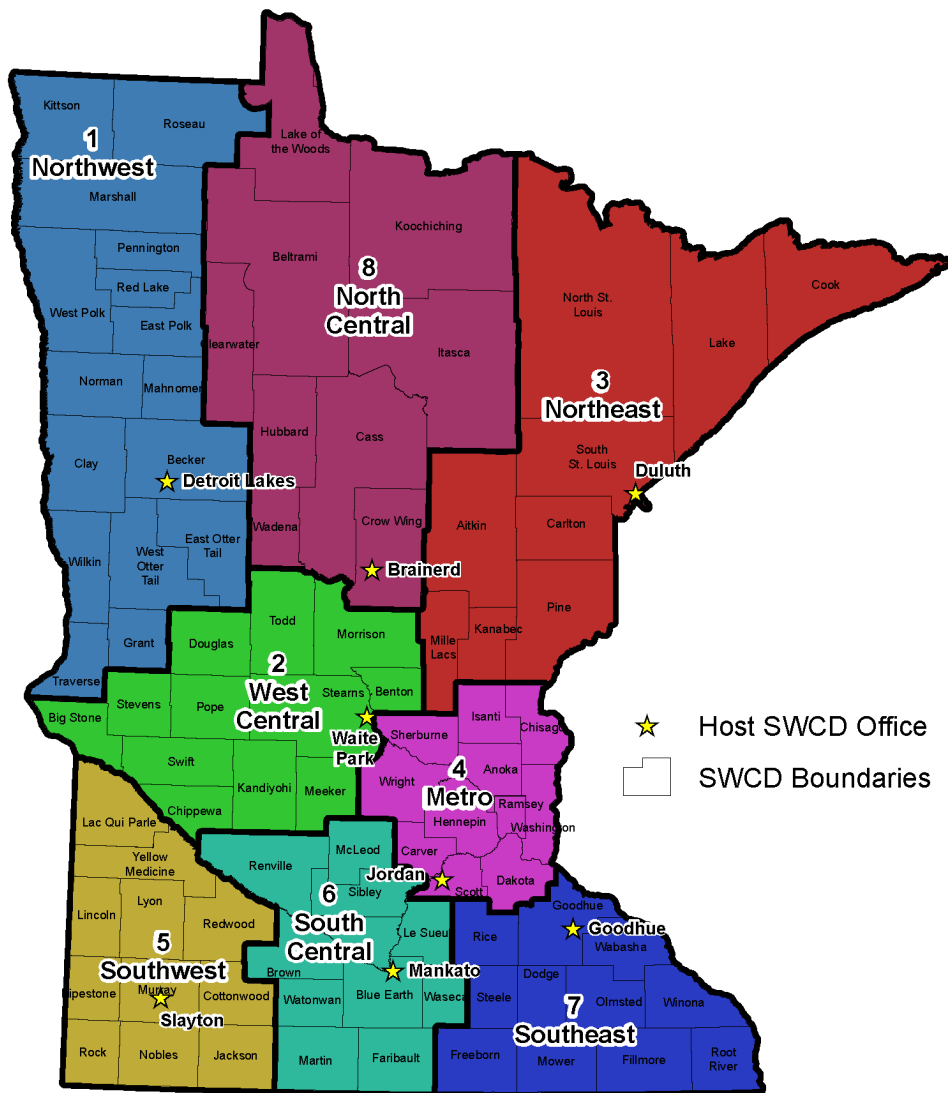 Kittson
Roseau
1
Northwest
Lake of
the Woods
Marshall
Koochiching
Pennington
Beltrami
8
North
Central
Red Lake
West Polk
East Polk
North St.
Louis
Cook
Lake
learwater
Itasca
Norman
Mahnomen
3
Northeast
Hubbard
Cass
Clay
Becker
Detroit Lakes
South
St. Louis
Duluth
Wadena
Crow Wing
Aitkin
Carlton
East Otter
Tail
West
Otter
Tail
Wilkin
Brainerd
Pine
Grant
Douglas
Todd
Morrison
Mille
Lacs
Kanabec
Traverse
2
West
Central
Stevens
Pope
Stearns
Benton
Big Stone
Waite
Park
Isanti
Chisago
Sherburne
Host SWCD Office
Swift
Kandiyohi
Meeker
Wright
4
Metro
Anoka
SWCD Boundaries
Chippewa
Ramsey
Hennepin
Washington
Lac Qui Parle
Yellow
Medicine
Renville
McLeod
Carver
Jordan
Scott
Dakota
Lyon
Sibley
6
South
Central
Lincoln
Redwood
Le Sueur
Rice
Goodhue
Goodhue
Wabasha
5
Southwest
Brown
Mankato
Dodge
Pipestone
Murray
Cottonwood
Watonwan
Blue Earth
Waseca
Steele
Olmsted
Winona
Slayton
7
Southeast
Rock
Nobles
Jackson
Martin
Faribault
Freeborn
Mower
Fillmore
Root
River